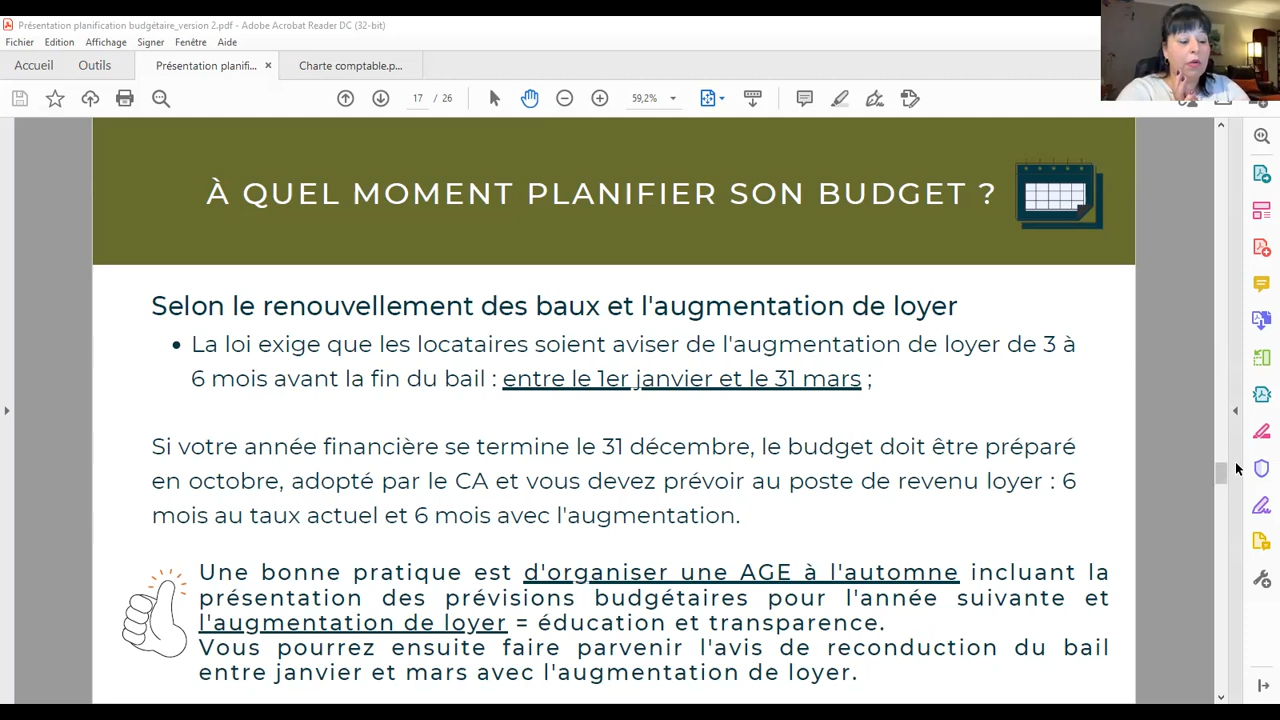 Présentation planification budgétaire_version 2.pdf - Adobe Acrobat Reader DC (32-bit)
Fichier Edition Affichage Signer Fenêtre Aide
Accueil Outils Présentation planifi... × Charte comptable.p...
17 / 26 59,2%
À QUEL MOMENT PLANIFIER SON BUDGET ?
Selon le renouvellement des baux et l'augmentation de loyer
• La loi exige que les locataires soient aviser de l'augmentation de loyer de 3 à
6 mois avant la fin du bail : entre le 1er janvier et le 31 mars ;
Si votre année financière se termine le 31 décembre, le budget doit être préparé
en octobre, adopté par le CA et vous devez prévoir au poste de revenu loyer : 6
mois au taux actuel et 6 mois avec l'augmentation.
Une bonne pratique est d'organiser une AGE à l'automne incluant la
présentation des prévisions budgétaires pour l'année suivante et
l'augmentation de loyer = éducation et transparence.
Vous pourrez ensuite faire parvenir l'avis de reconduction du bail
entre janvier et mars avec l'augmentation de loyer.